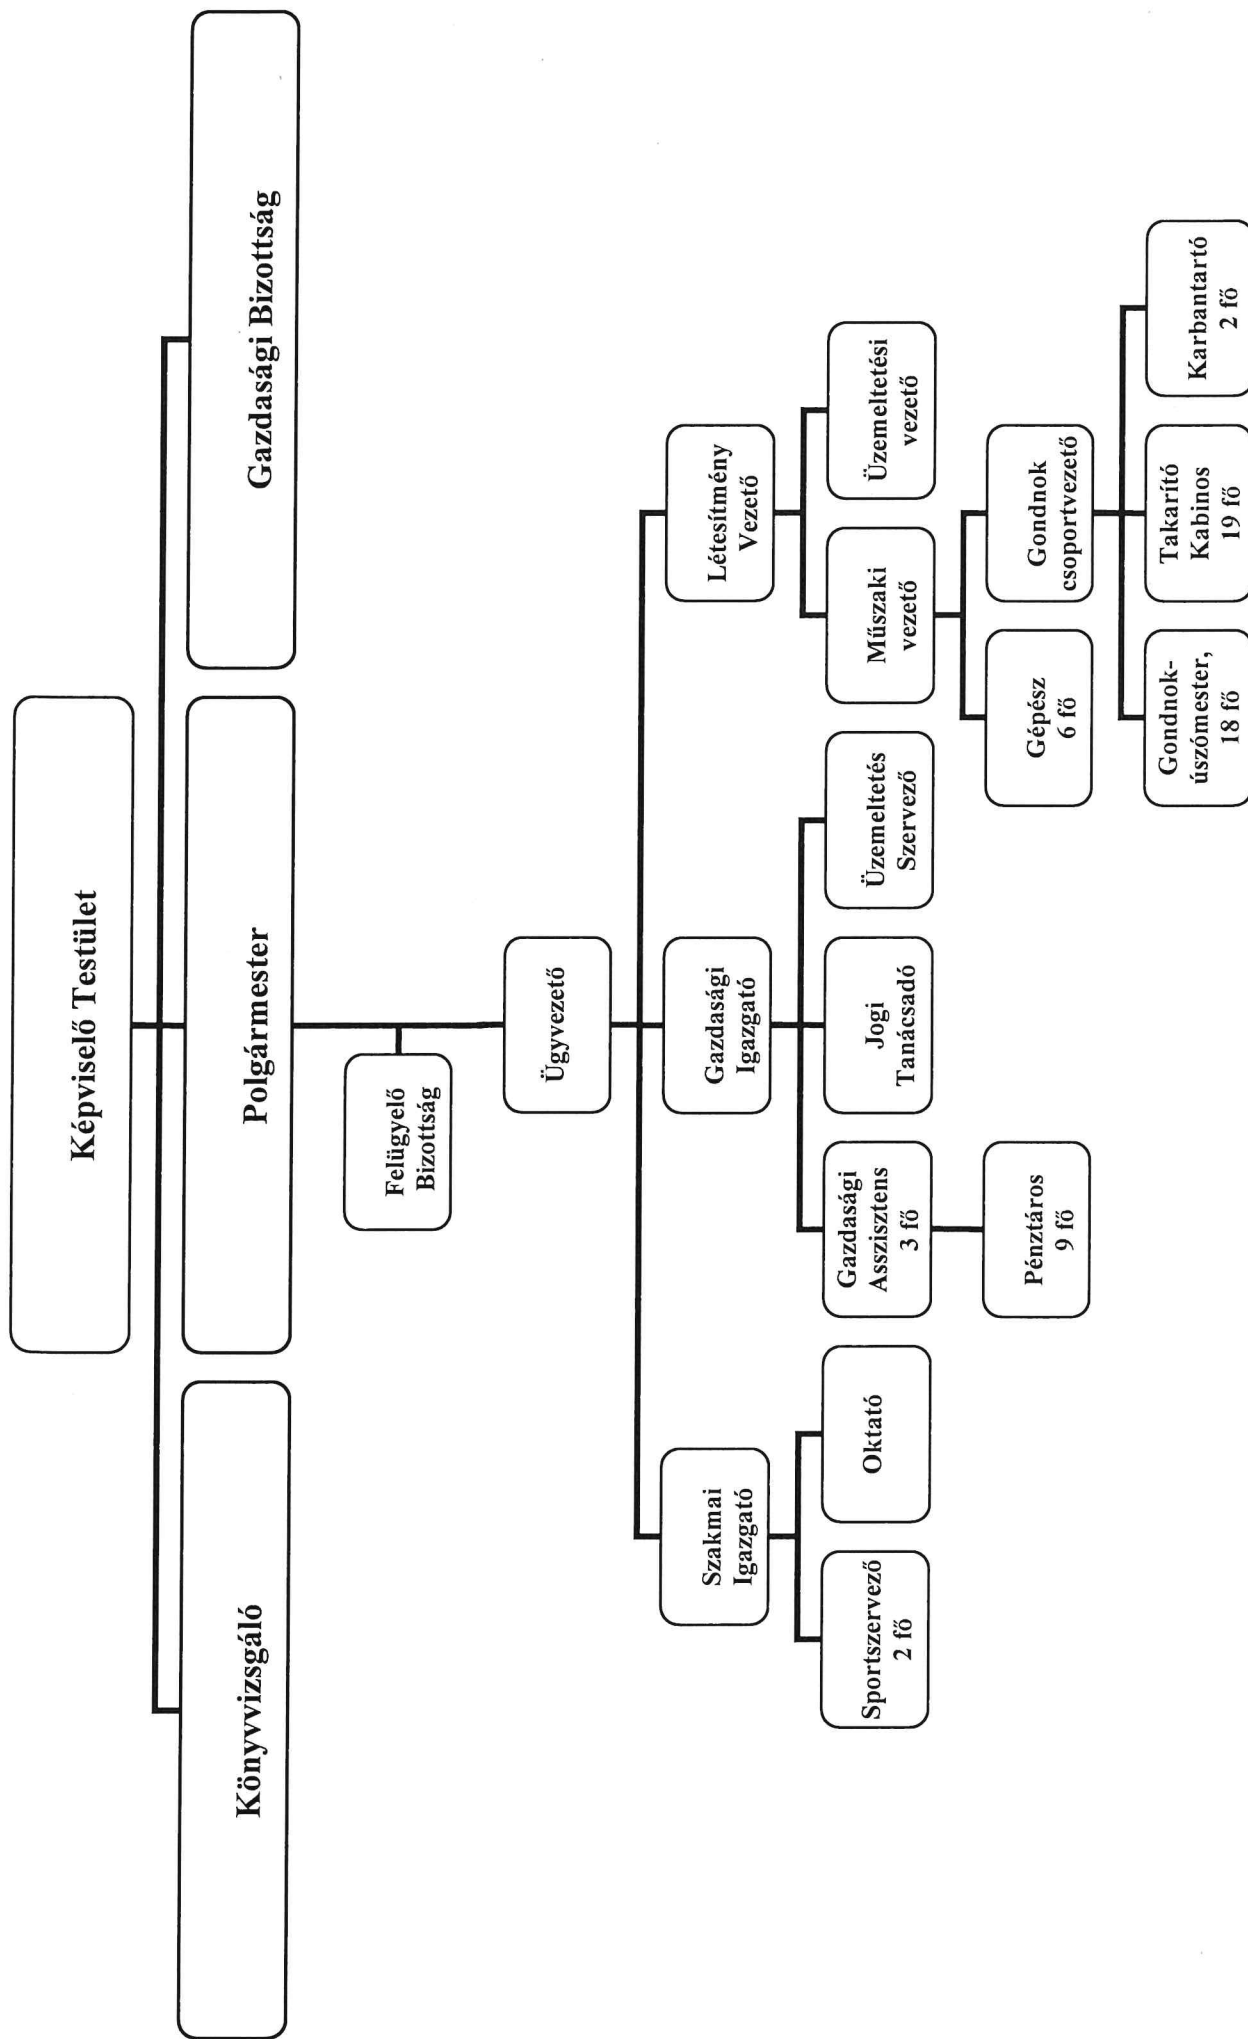 Képviselő Testület
Könyvvizsgáló
Polgármester
Gazdasági Bizottság
Felügyelő
Bizottság
Ügyvezető
Szakmai
Igazgató
Gazdasági
Igazgató
Létesítmény
Vezető
Sportszervező
2 fő
Oktató
Gazdasági
Asszisztens
3 fő
Jogi
Tanácsadó
Üzemeltetés
Szervező
Műszaki
vezető
Üzemeltetési
vezető
Pénztáros
9 fő
Gépész
6 fő
Gondnok
csoportvezető
Gondnok-
úszómester,
18 fő
Takarító
Kabinos
19 fő
Karbantartó
2 fő